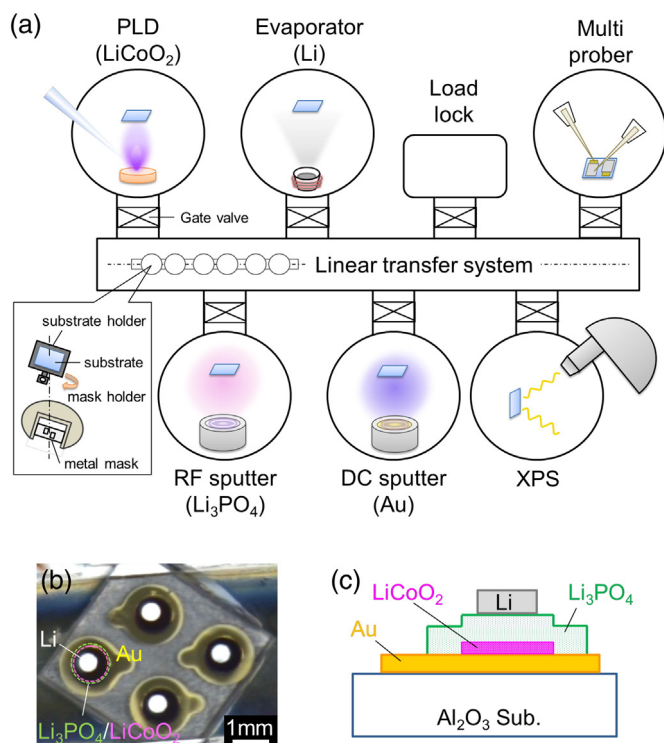 (a)
PLD
(LiCoO₂)
Evaporator
(Li)
Load
lock
Multi
prober
Gate valve
Linear transfer system
substrate holder
substrate
mask holder
metal mask
RF sputter
(Li₃PO₄)
DC sputter
(Au)
XPS
(b)
Li
Au
Li₃PO₄/LiCoO₂
1mm
(c)
LiCoO₂
Li
Li₃PO₄
Au
Al₂O₃ Sub.